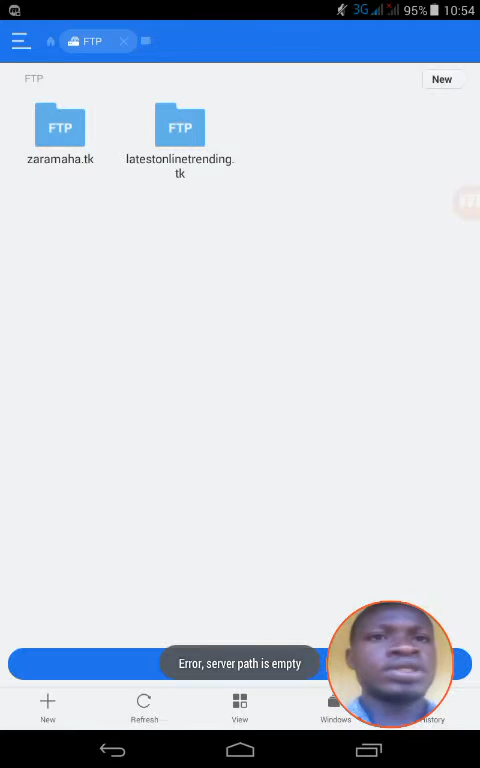 3G 95% 10:54
FTP
FTP
New
FTP
FTP
zaramaha.tk
latestonlinetrending.
tk
Error, server path is empty
New
Refresh
View
Windows
History